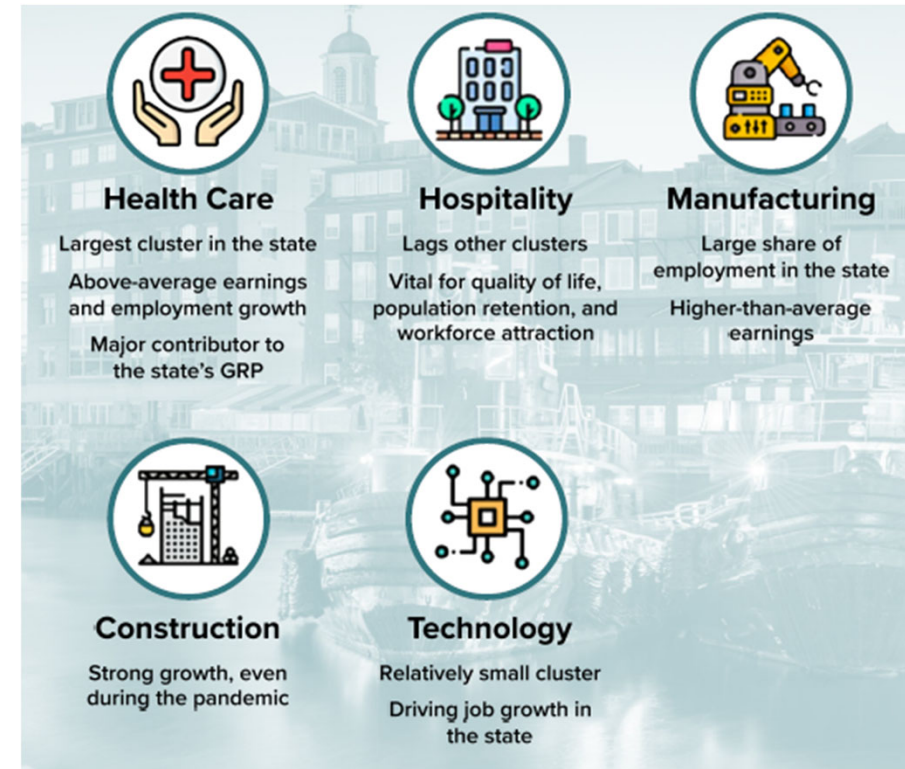 Health Care
Largest cluster in the state
Above-average earnings
and employment growth
Major contributor to
the state's GRP
Hospitality
Lags other clusters
Vital for quality of life,
population retention, and
workforce attraction
Manufacturing
Large share of
employment in the state
Higher-than-average
earnings
Construction
Strong growth, even
during the pandemic
Technology
Relatively small cluster
Driving job growth in
the state